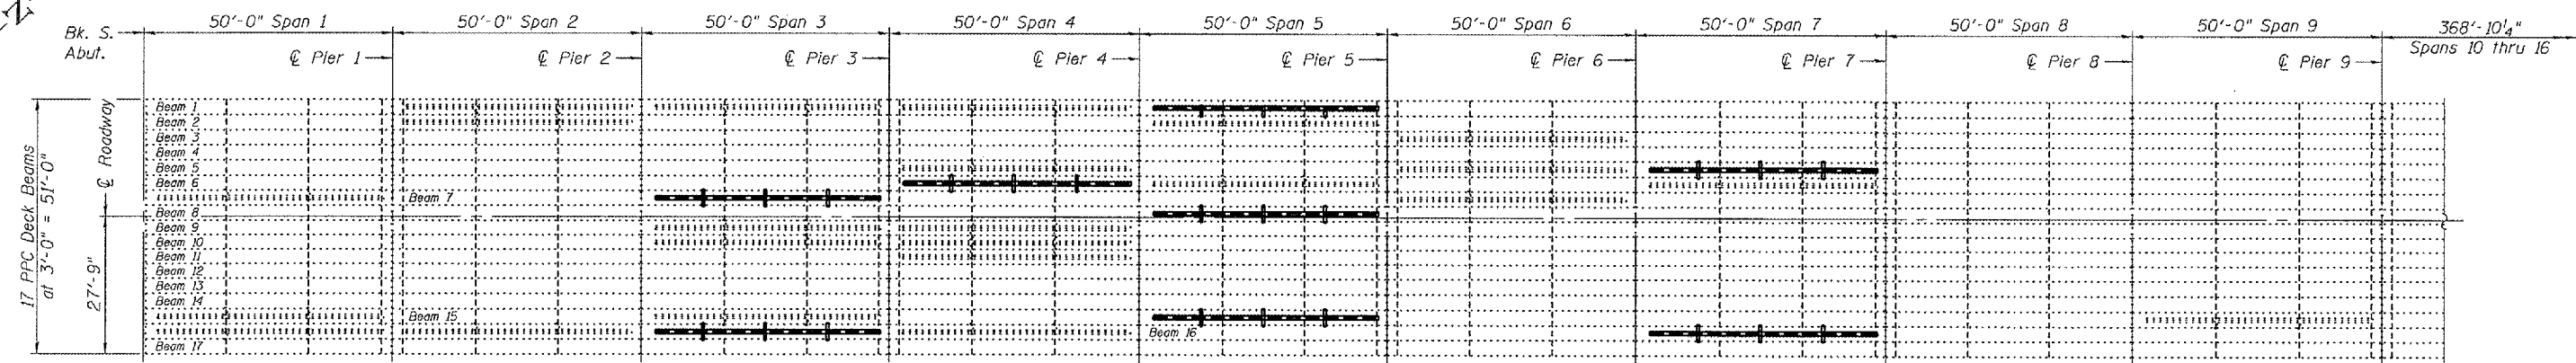 N
50'-0" Span 1
50'-0" Span 2
50'-0" Span 3
50'-0" Span 4
50'-0" Span 5
50'-0" Span 6
50'-0" Span 7
50'-0" Span 8
50'-0" Span 9
368'-10¼"
Spans 10 thru 16
Bk. S.
Abut.
℄ Pier 1
℄ Pier 2
℄ Pier 3
℄ Pier 4
℄ Pier 5
℄ Pier 6
℄ Pier 7
℄ Pier 8
℄ Pier 9
17 PPC Deck Beams
at 3'-0" = 51'-0"
℄ Roadway
27'-9"
Beam 1
Beam 2
Beam 3
Beam 4
Beam 5
Beam 6
Beam 7
Beam 8
Beam 9
Beam 10
Beam 11
Beam 12
Beam 13
Beam 14
Beam 15
Beam 16
Beam 17